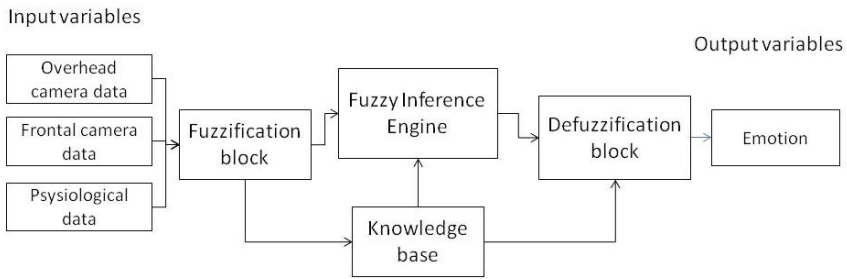 Input variables
Output variables
Overhead
camera data
Frontal camera
data
Psysiological
data
Fuzzification
block
Fuzzy Inference
Engine
Knowledge
base
Defuzzification
block
Emotion